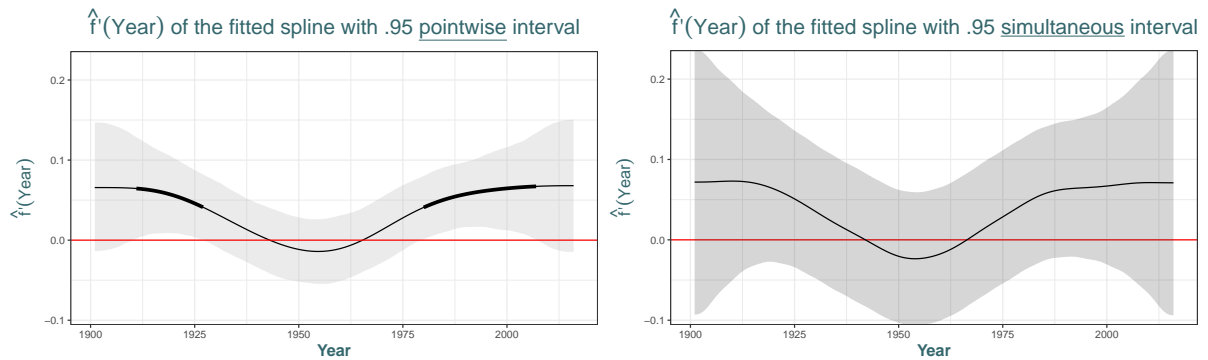 f̂'(Year) of the fitted spline with .95 pointwise interval
f̂'(Year)
0.2
0.1
0.0
−0.1
1900 1925 1950 1975 2000
Year
f̂'(Year) of the fitted spline with .95 simultaneous interval
f̂'(Year)
0.2
0.1
0.0
−0.1
1900 1925 1950 1975 2000
Year